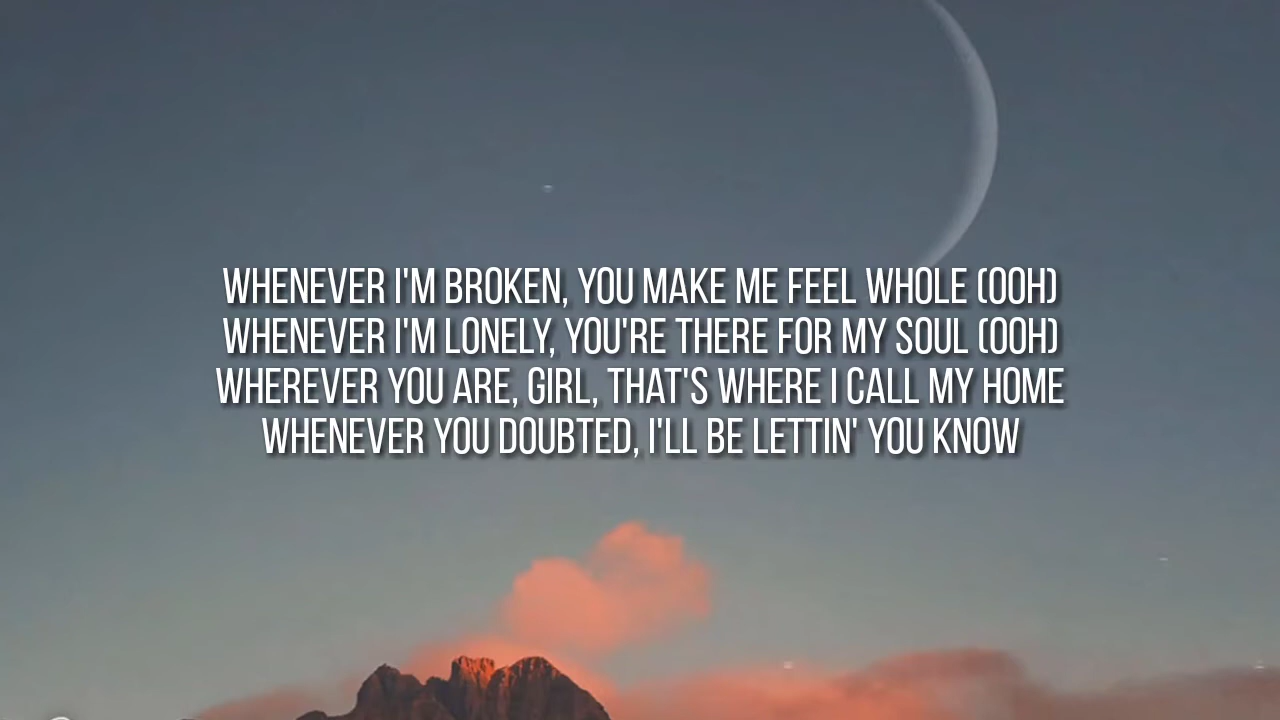 WHENEVER I'M BROKEN, YOU MAKE ME FEEL WHOLE (OOH)
WHENEVER I'M LONELY, YOU'RE THERE FOR MY SOUL (OOH)
WHEREVER YOU ARE, GIRL, THAT'S WHERE I CALL MY HOME
WHENEVER YOU DOUBTED, I'LL BE LETTIN' YOU KNOW